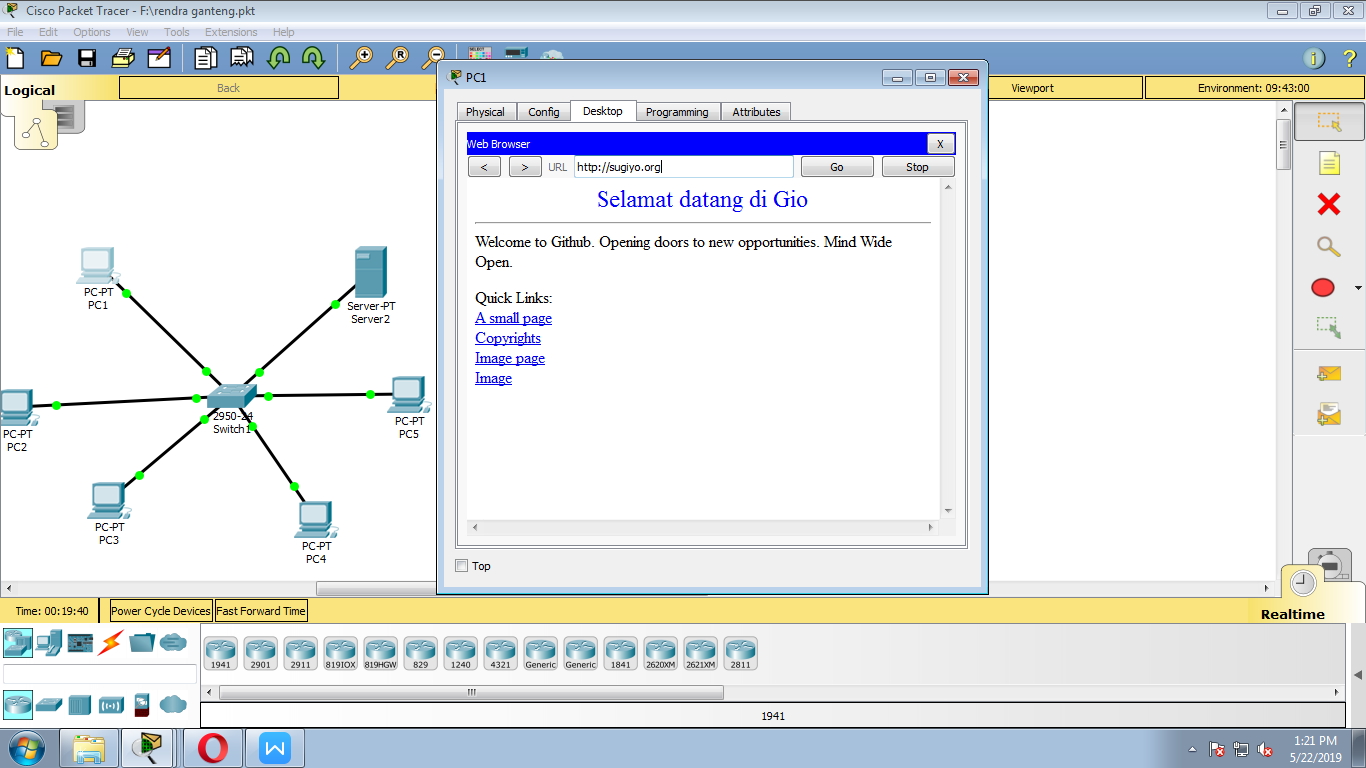 Cisco Packet Tracer - F:\rendra ganteng.pkt
File Edit Options View Tools Extensions Help
Logical
Back
Viewport
Environment: 09:43:00
PC1
Physical Config Desktop Programming Attributes
Web Browser
X
< > URL http://sugiyo.org Go Stop
Selamat datang di Gio
Welcome to Github. Opening doors to new opportunities. Mind Wide
Open.
Quick Links:
A small page
Copyrights
Image page
Image
Top
PC-PT
PC1
Server-PT
Server2
2950-24
Switch1
PC-PT
PC2
PC-PT
PC5
PC-PT
PC3
PC-PT
PC4
Time: 00:19:40
Power Cycle Devices
Fast Forward Time
Realtime
1941 2901 2911 819IOX 819HGW 829 1240 4321 Generic Generic 1841 2620XM 2621XM 2811
1941
1:21 PM
5/22/2019